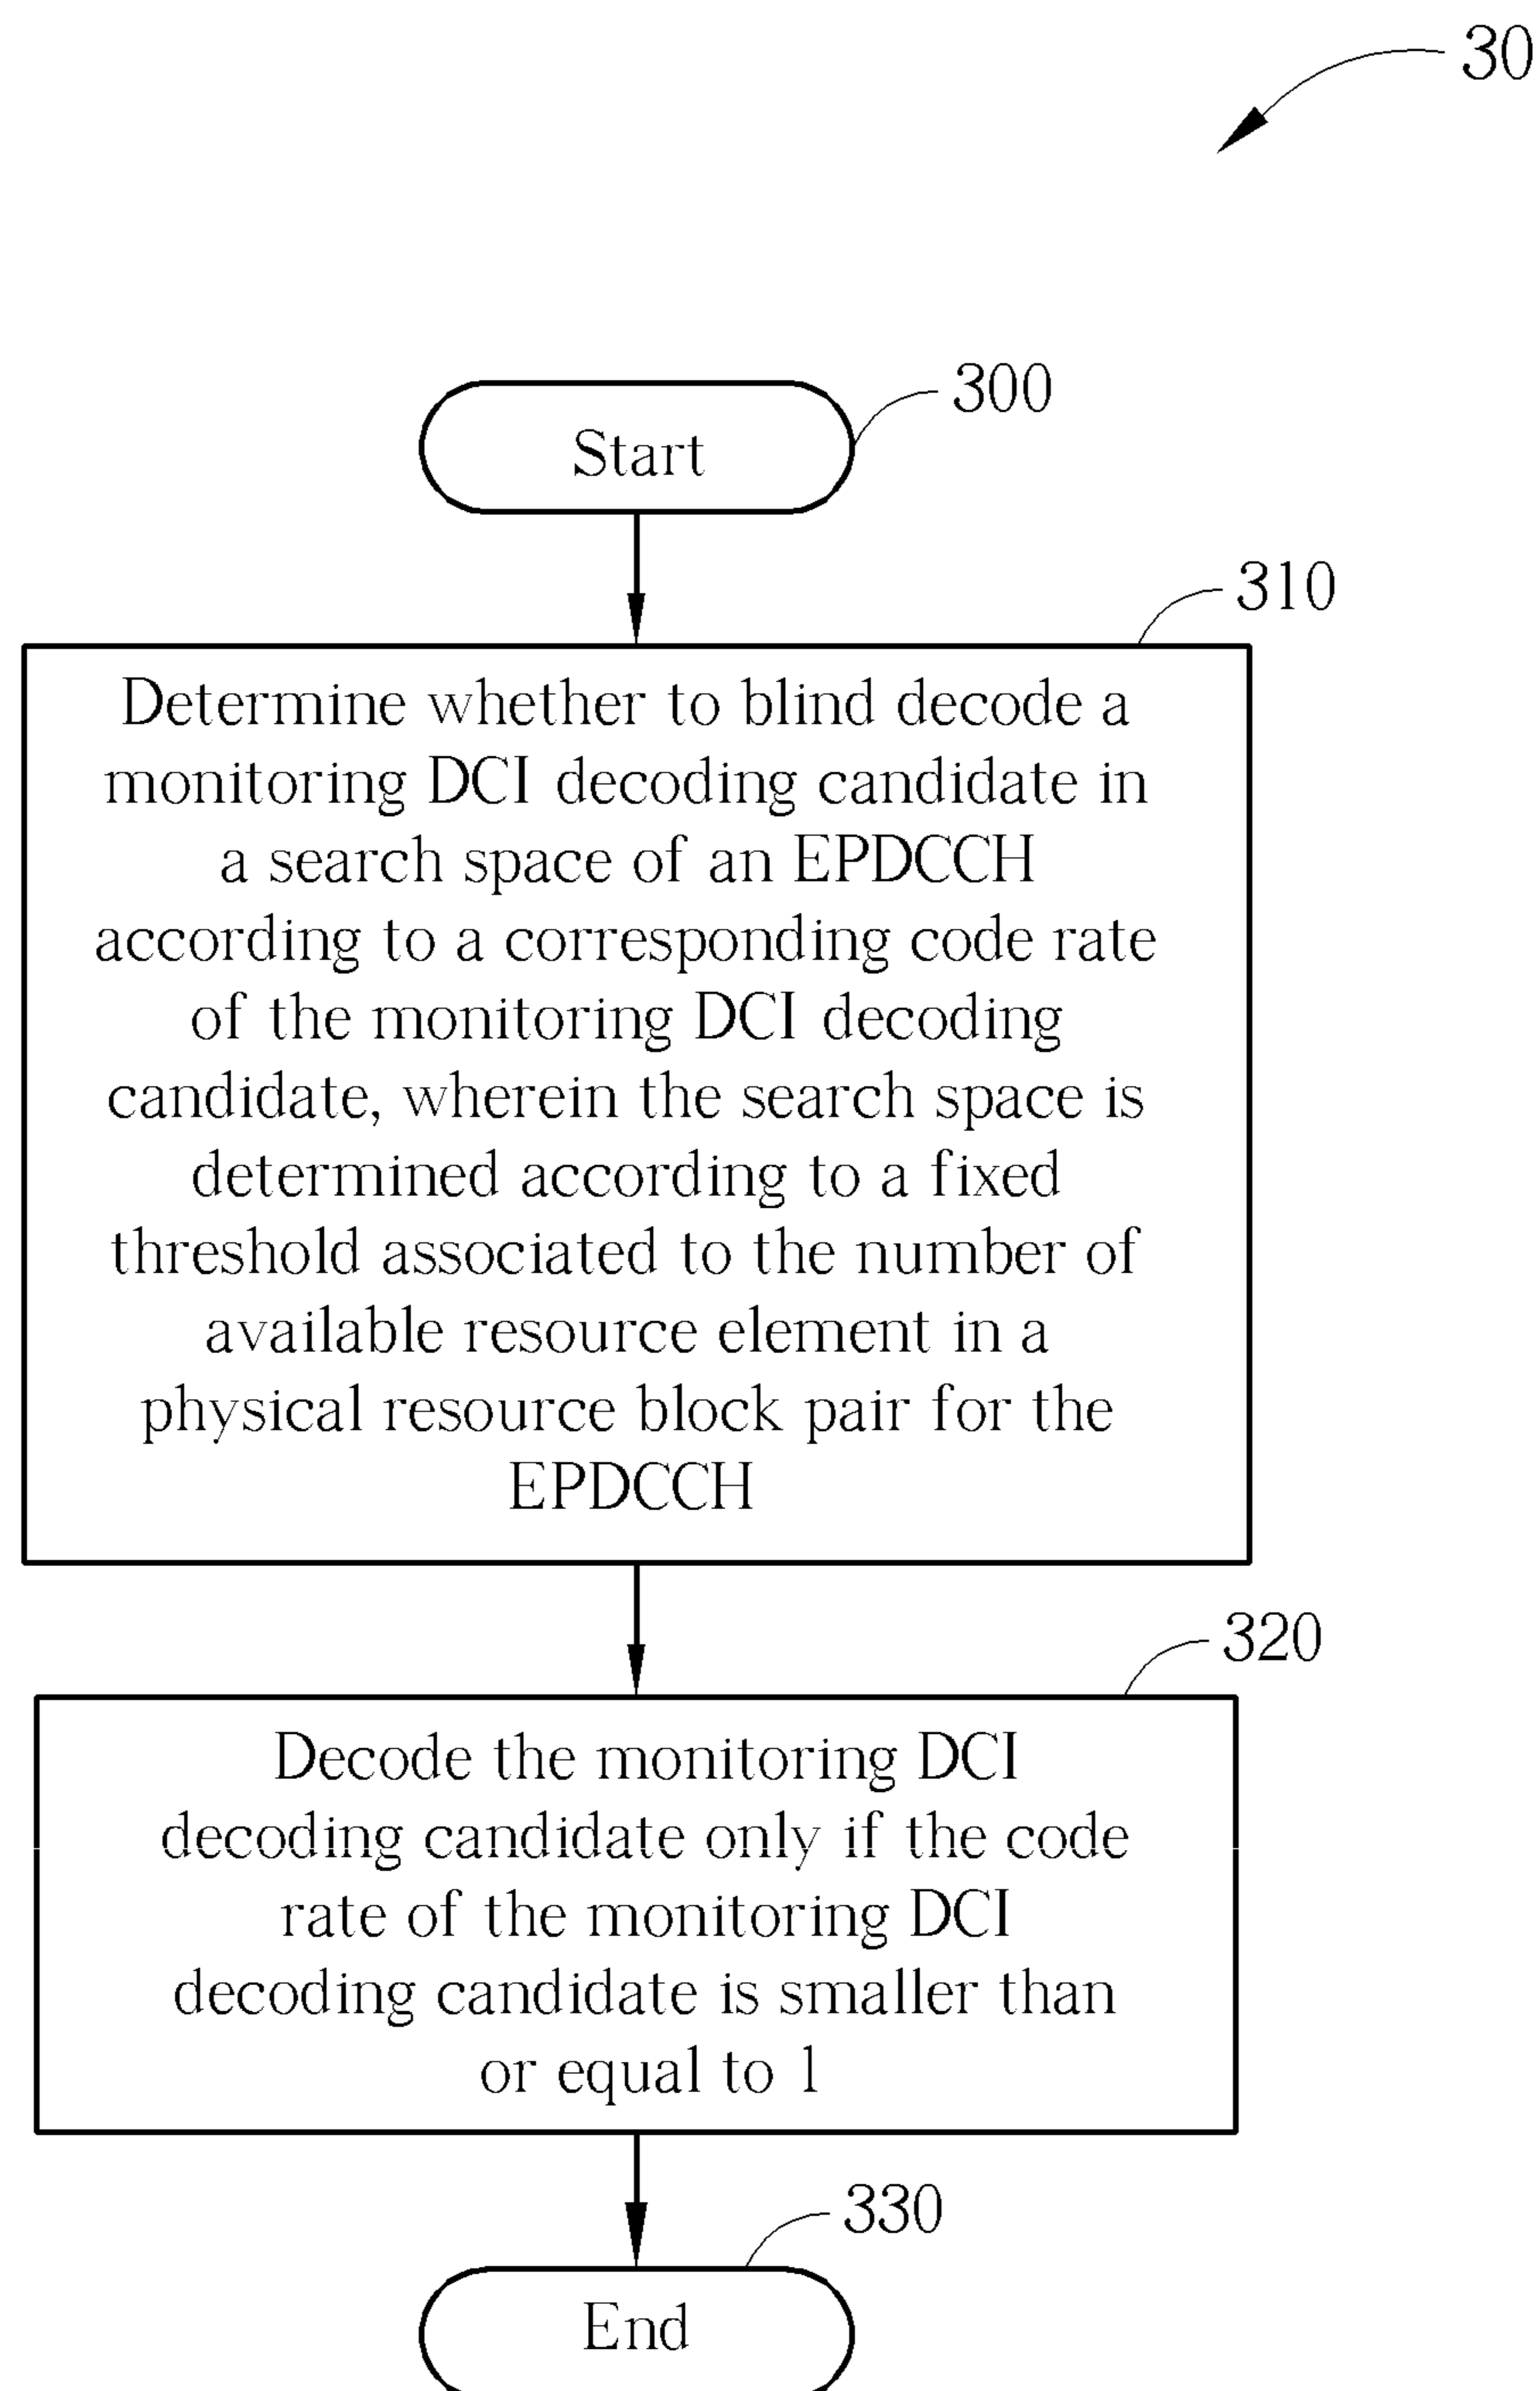 30
300
Start
310
Determine whether to blind decode a
monitoring DCI decoding candidate in
a search space of an EPDCCH
according to a corresponding code rate
of the monitoring DCI decoding
candidate, wherein the search space is
determined according to a fixed
threshold associated to the number of
available resource element in a
physical resource block pair for the
EPDCCH
320
Decode the monitoring DCI
decoding candidate only if the code
rate of the monitoring DCI
decoding candidate is smaller than
or equal to 1
330
End